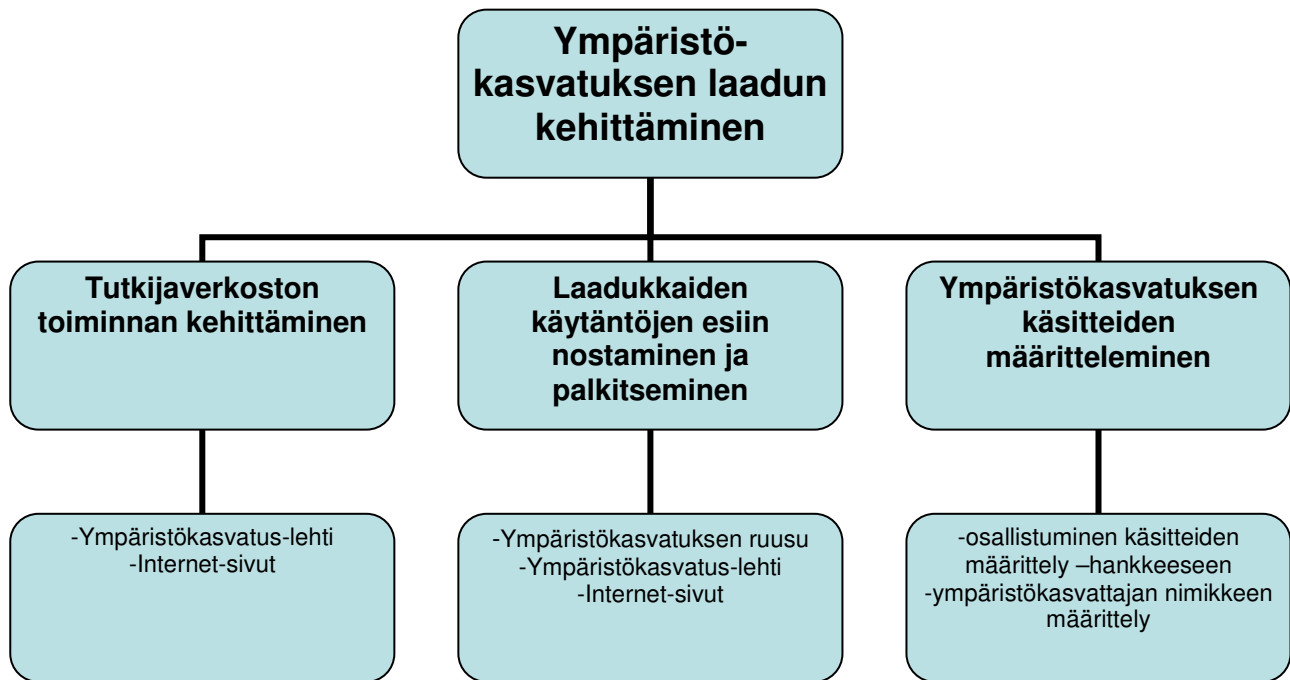 Ympäristö-
kasvatuksen laadun
kehittäminen
Tutkijaverkoston
toiminnan kehittäminen
Laadukkaiden
käytäntöjen esiin
nostaminen ja
palkitseminen
Ympäristökasvatuksen
käsitteiden
määritteleminen
-Ympäristökasvatus-lehti
-Internet-sivut
-Ympäristökasvatuksen ruusu
-Ympäristökasvatus-lehti
-Internet-sivut
-osallistuminen käsitteiden
määrittely –hankkeeseen
-ympäristökasvattajan nimikkeen
määrittely